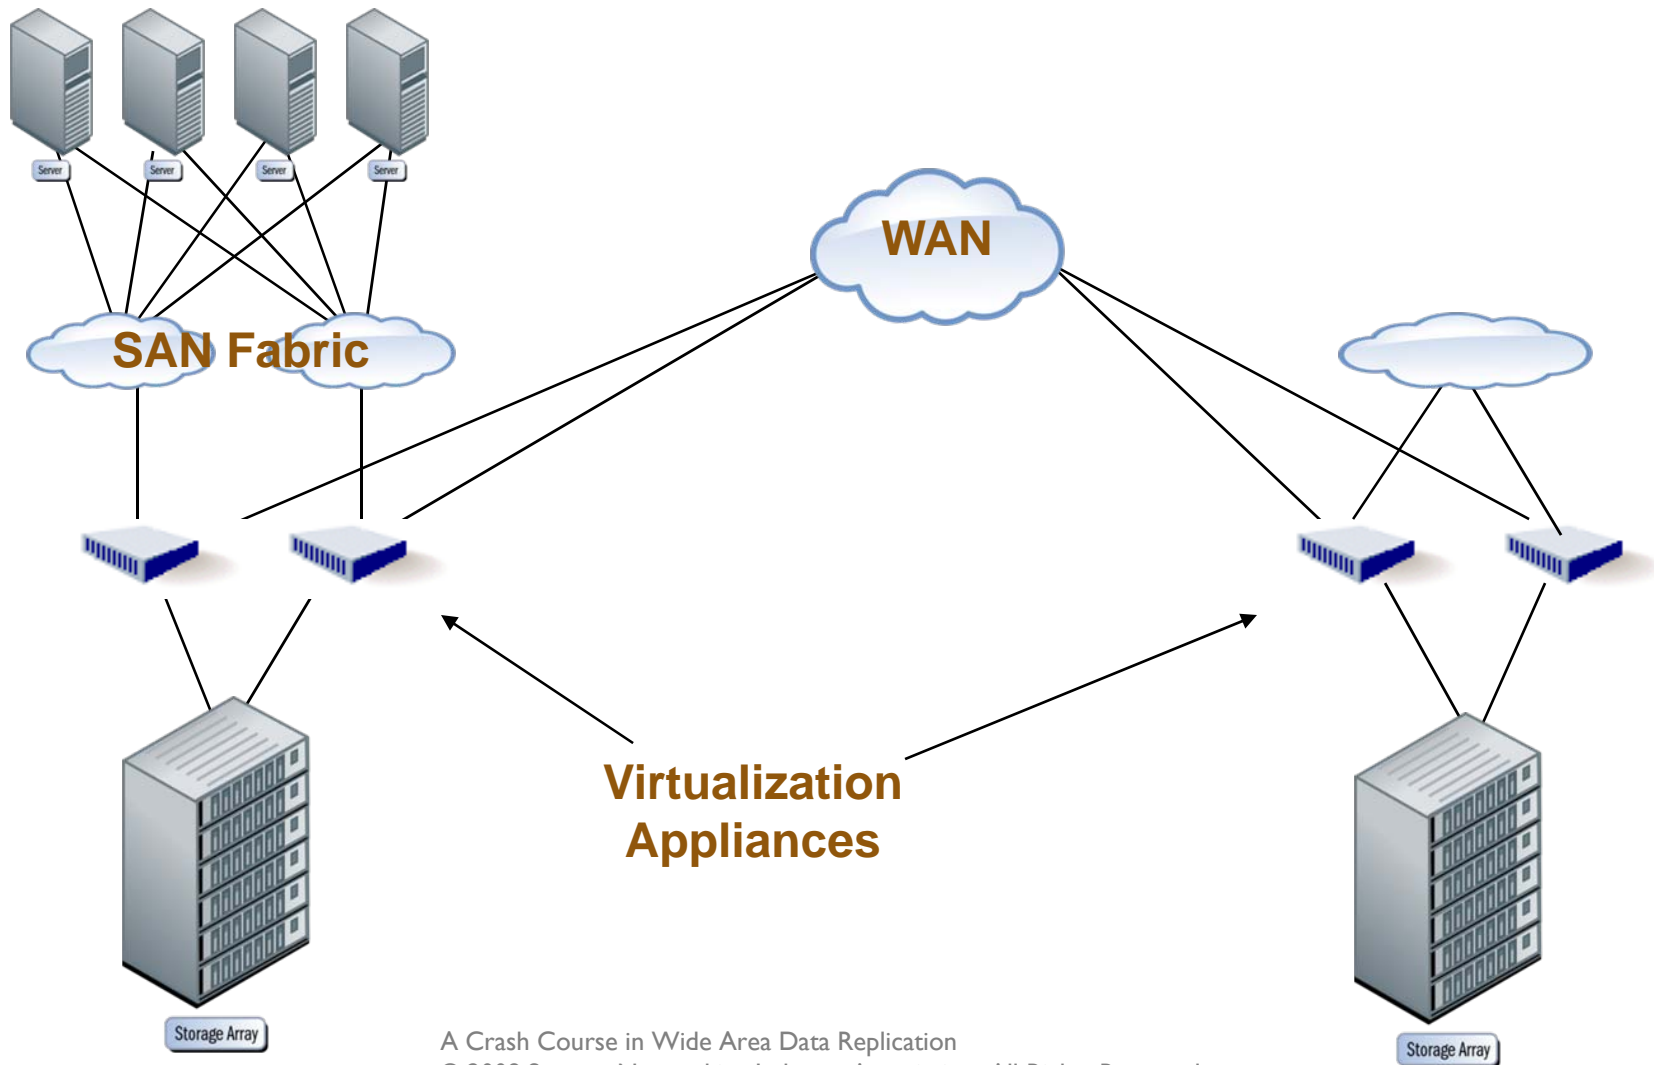 Server
Server
Server
Server
WAN
SAN Fabric
Virtualization
Appliances
Storage Array
Storage Array
A Crash Course in Wide Area Data Replication